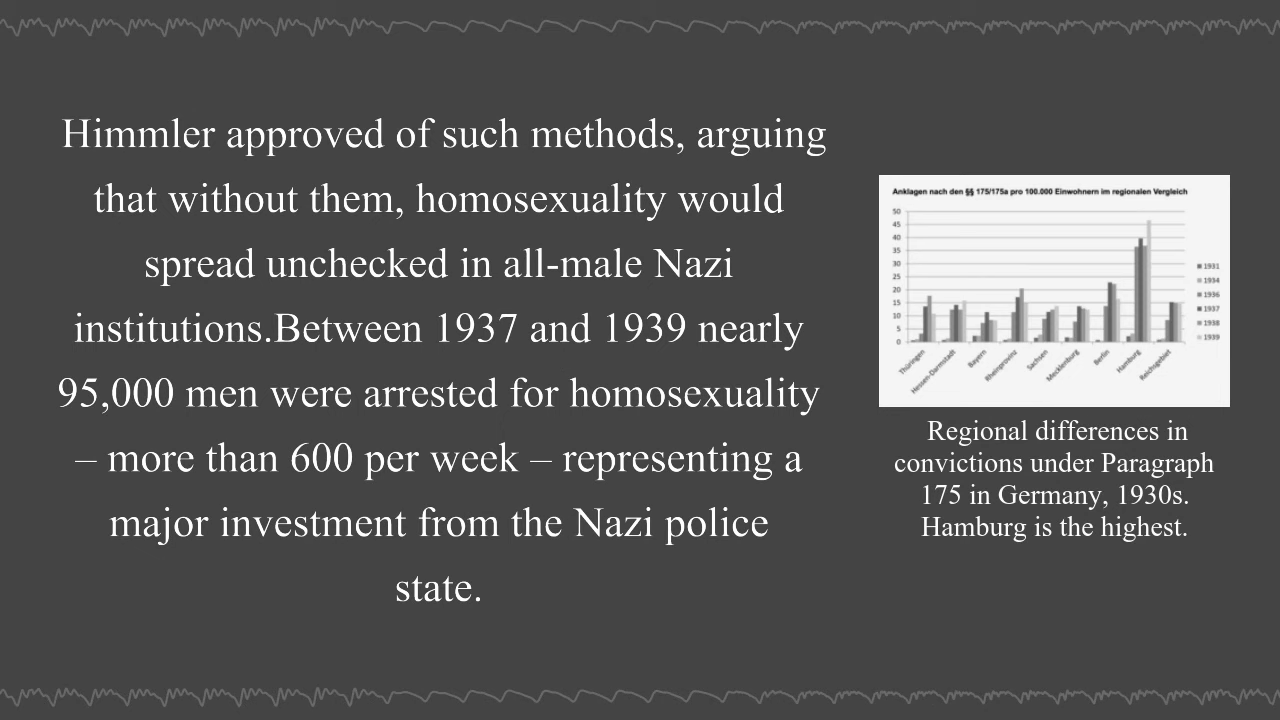 Himmler approved of such methods, arguing
that without them, homosexuality would
spread unchecked in all-male Nazi
institutions.Between 1937 and 1939 nearly
95,000 men were arrested for homosexuality
– more than 600 per week – representing a
major investment from the Nazi police
state.
Anklagen nach den §§ 175/175a pro 100.000 Einwohnern im regionalen Vergleich
50
45
40
35
30
25
20
15
10
5
0
Thüringen
Hessen-Darmstadt
Bayern
Rheinprovinz
Sachsen
Mecklenburg
Berlin
Hamburg
Reichsgebiet
1931
1934
1936
1937
1938
1939
Regional differences in
convictions under Paragraph
175 in Germany, 1930s.
Hamburg is the highest.